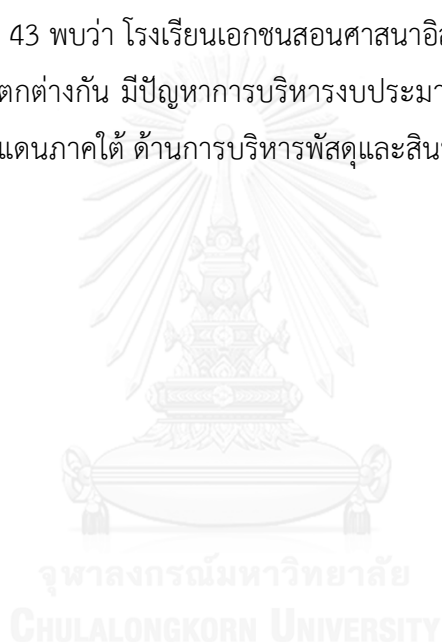 43 พบว่า โรงเรียนเอกชนสอนศาสนาอิส
ตกต่างกัน มีปัญหาการบริหารงบประมา
แดนภาคใต้ ด้านการบริหารพัสดุและสิน
จุฬาลงกรณ์มหาวิทยาลัย
CHULALONGKORN UNIVERSITY